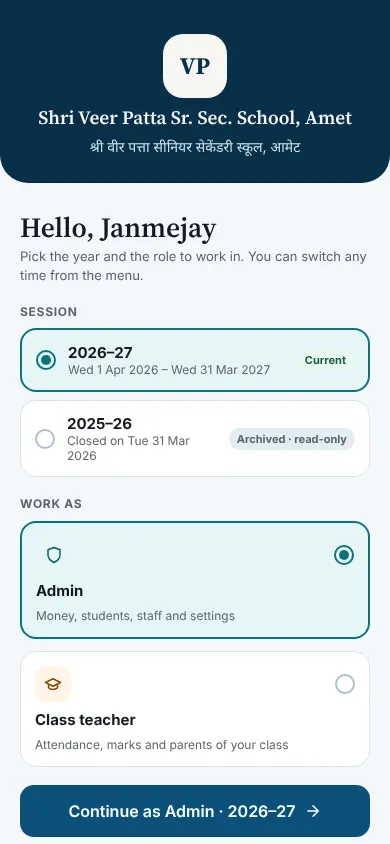 VP
Shri Veer Patta Sr. Sec. School, Amet
श्री वीर पत्ता सीनियर सेकेंडरी स्कूल, आमेट
Hello, Janmejay
Pick the year and the role to work in. You can switch any
time from the menu.
SESSION
2026–27
Wed 1 Apr 2026 – Wed 31 Mar 2027
Current
2025–26
Closed on Tue 31 Mar
2026
Archived · read-only
WORK AS
Admin
Money, students, staff and settings
Class teacher
Attendance, marks and parents of your class
Continue as Admin · 2026–27 →